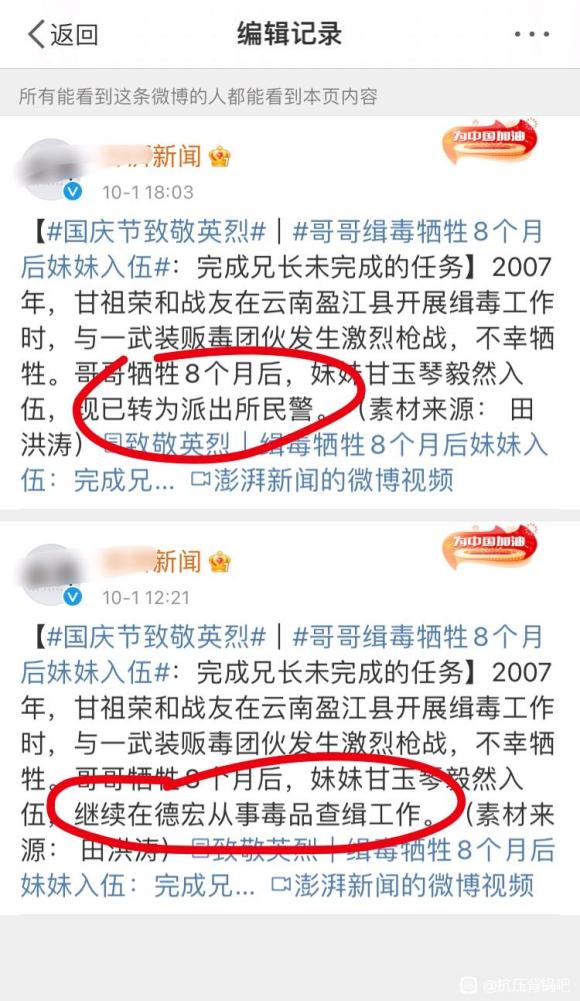 返回
编辑记录
所有能看到这条微博的人都能看到本页内容
新闻
为中国加油
10-1 18:03
【#国庆节致敬英烈#｜#哥哥缉毒牺牲8个月
后妹妹入伍#：完成兄长未完成的任务】2007
年，甘祖荣和战友在云南盈江县开展缉毒工作
时，与一武装贩毒团伙发生激烈枪战，不幸牺
牲。哥哥牺牲8个月后，妹妹甘玉琴毅然入
伍，现已转为派出所民警。（素材来源： 田
洪涛）致敬英烈｜缉毒牺牲8个月后妹妹入
伍：完成兄... 澎湃新闻的微博视频
新闻
为中国加油
10-1 12:21
【#国庆节致敬英烈#｜#哥哥缉毒牺牲8个月
后妹妹入伍#：完成兄长未完成的任务】2007
年，甘祖荣和战友在云南盈江县开展缉毒工作
时，与一武装贩毒团伙发生激烈枪战，不幸牺
牲。哥哥牺牲8个月后，妹妹甘玉琴毅然入
伍，继续在德宏从事毒品查缉工作。（素材来
源： 田洪涛）致敬英烈｜缉毒牺牲8个月后
妹妹入伍：完成兄... 澎湃新闻的微博视频
@抗压背锅吧